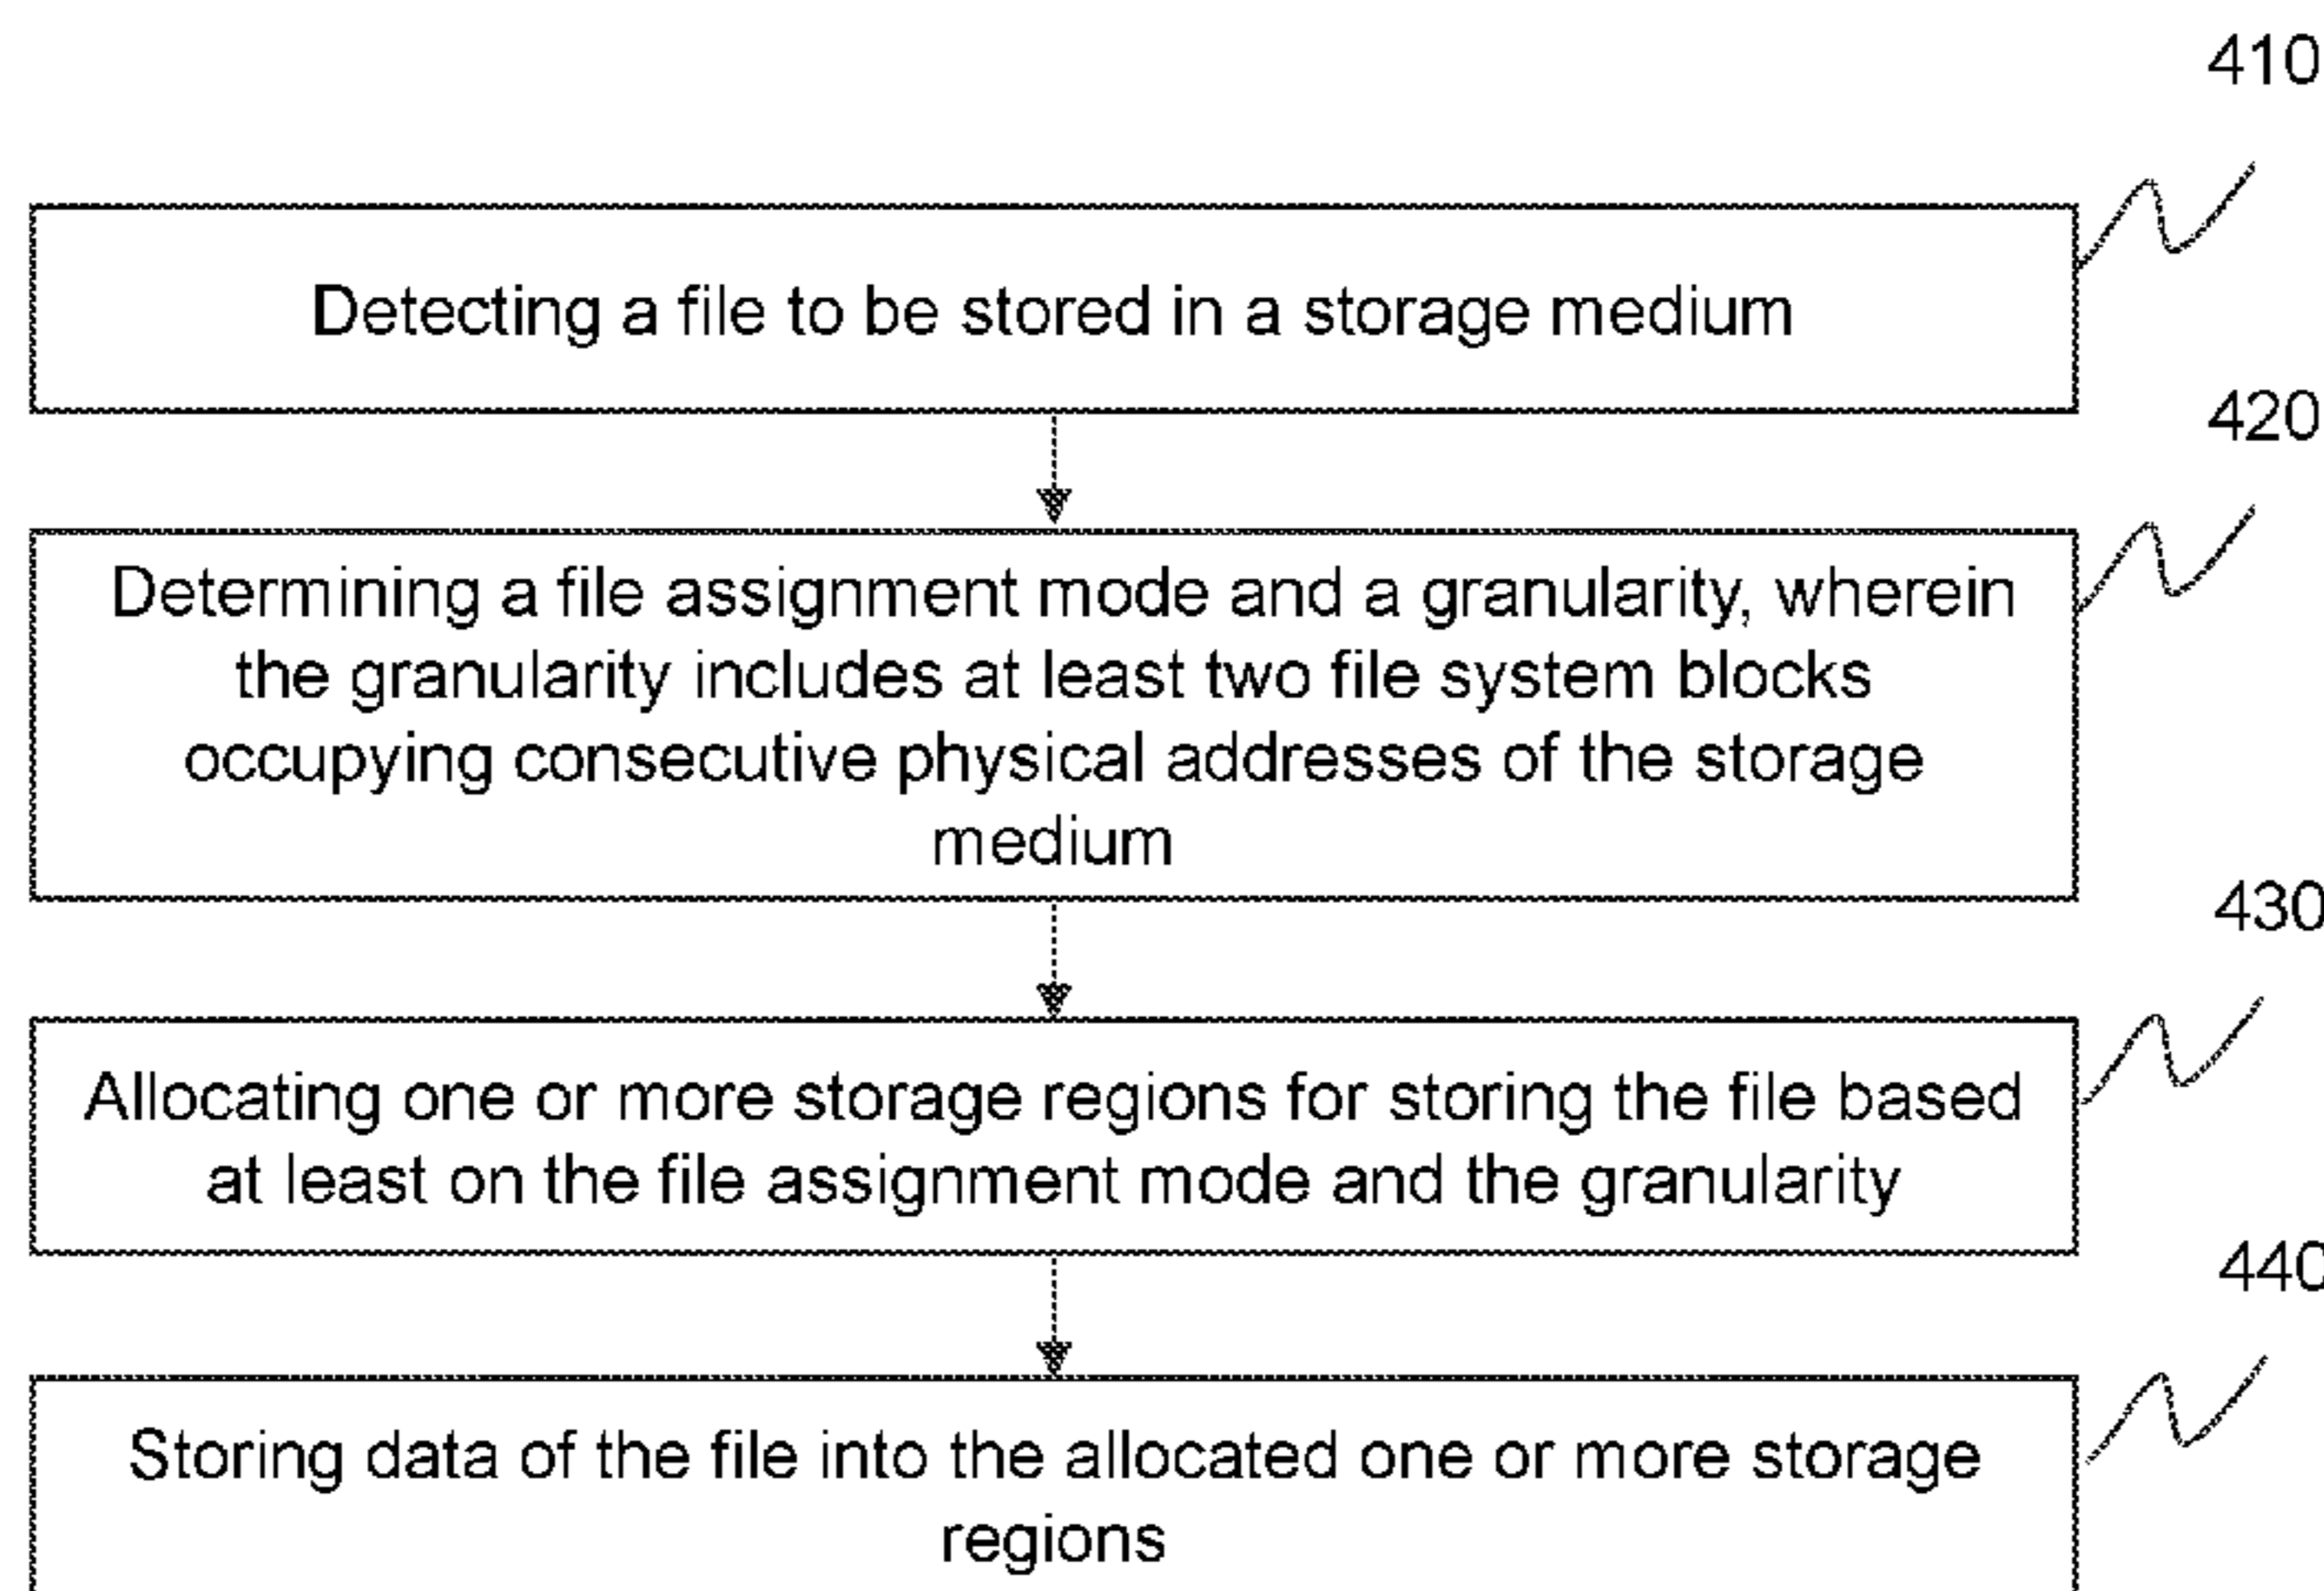 410
Detecting a file to be stored in a storage medium
420
Determining a file assignment mode and a granularity, wherein
the granularity includes at least two file system blocks
occupying consecutive physical addresses of the storage
medium
430
Allocating one or more storage regions for storing the file based
at least on the file assignment mode and the granularity
440
Storing data of the file into the allocated one or more storage
regions